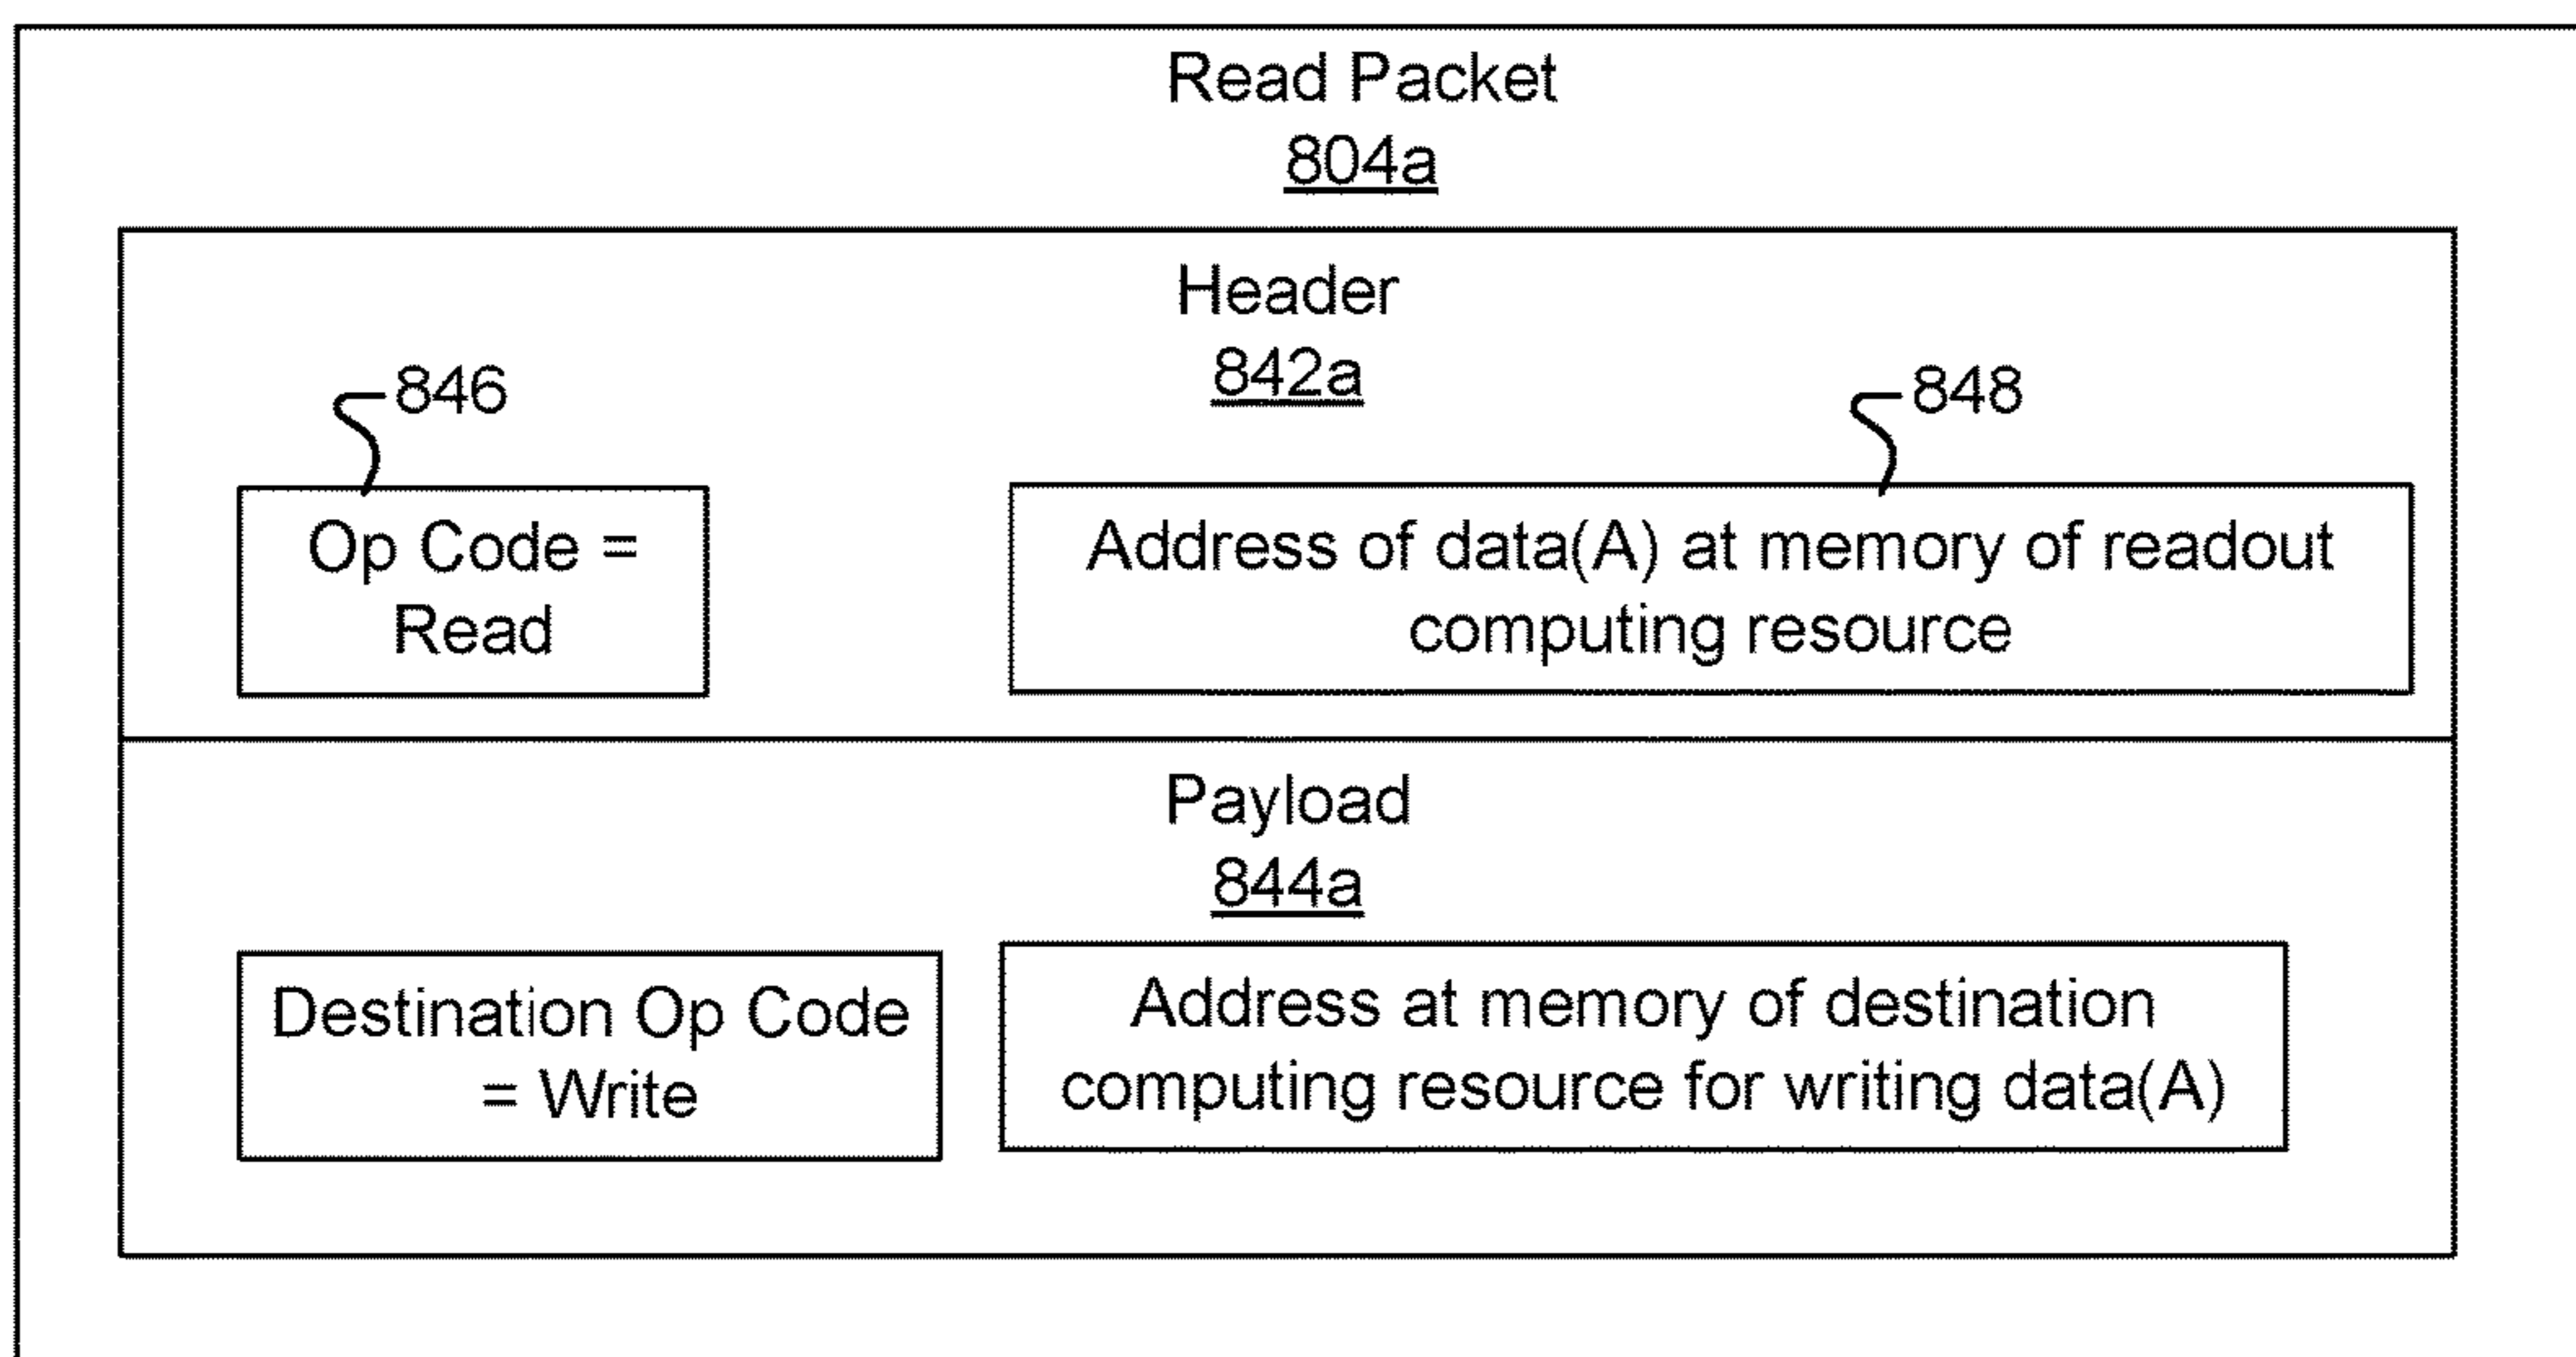 Read Packet
804a
Header
842a
846
848
Op Code =
Read
Address of data(A) at memory of readout
computing resource
Payload
844a
Destination Op Code
= Write
Address at memory of destination
computing resource for writing data(A)